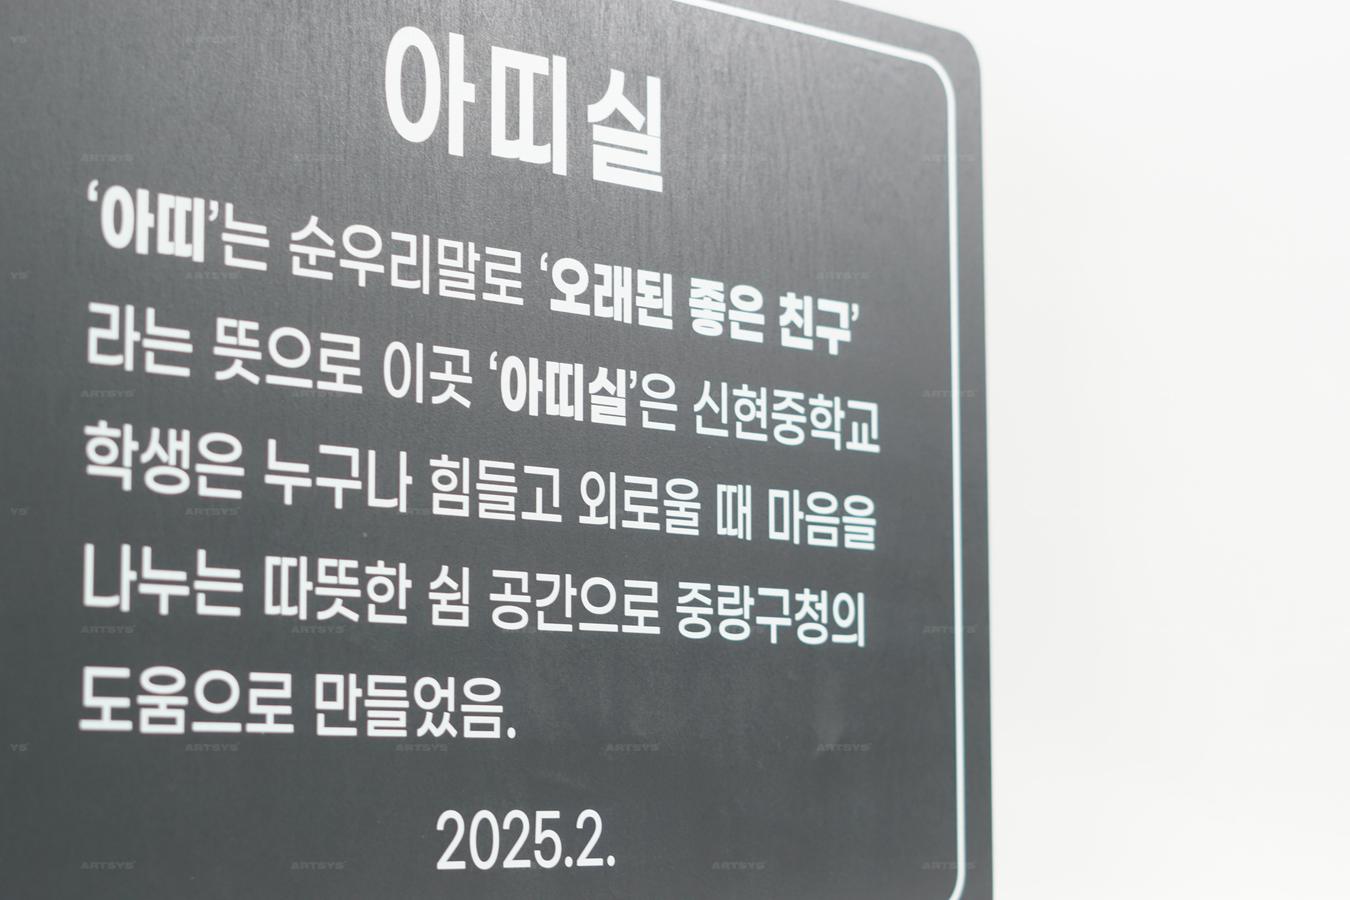 아띠실
‘아띠’는 순우리말로 ‘오래된 좋은 친구’
라는 뜻으로 이곳 ‘아띠실’은 신현중학교
학생은 누구나 힘들고 외로울 때 마음을
나누는 따뜻한 쉼 공간으로 중랑구청의
도움으로 만들었음.
2025.2.